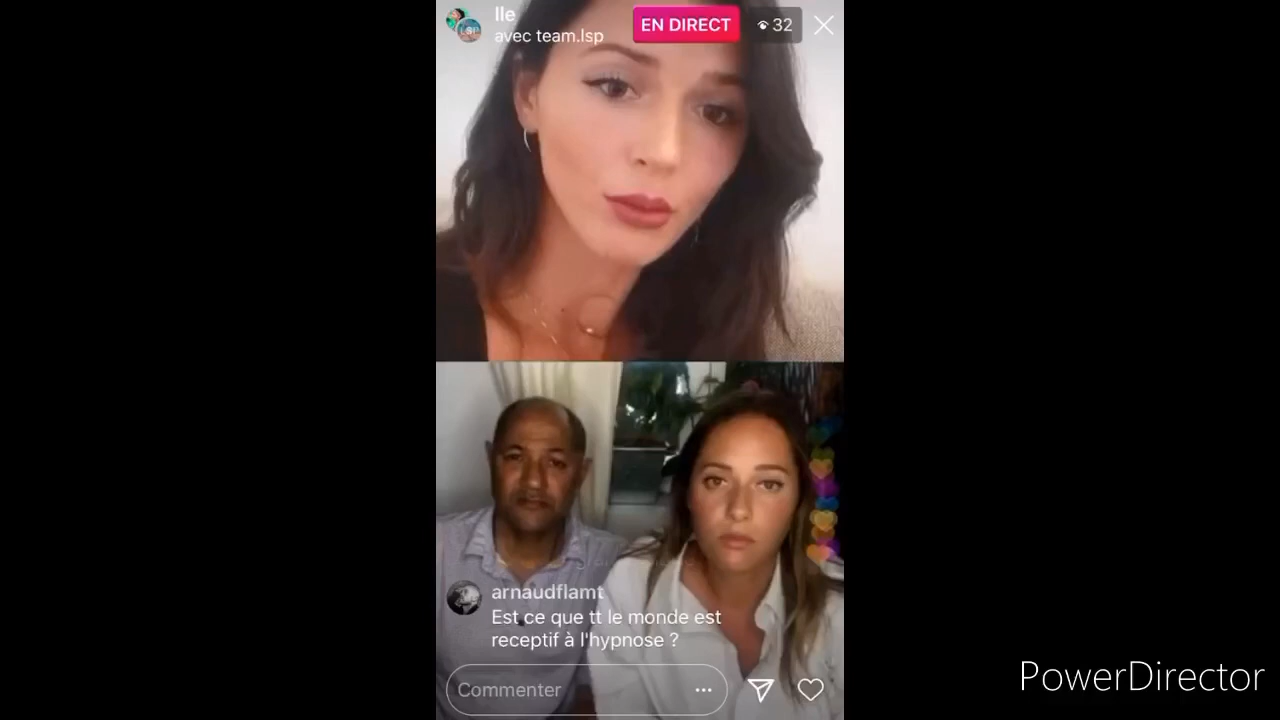 lle
avec team.lsp
EN DIRECT
32
arnaudflamt
Est ce que tt le monde est
receptif à l'hypnose ?
Commenter
PowerDirector